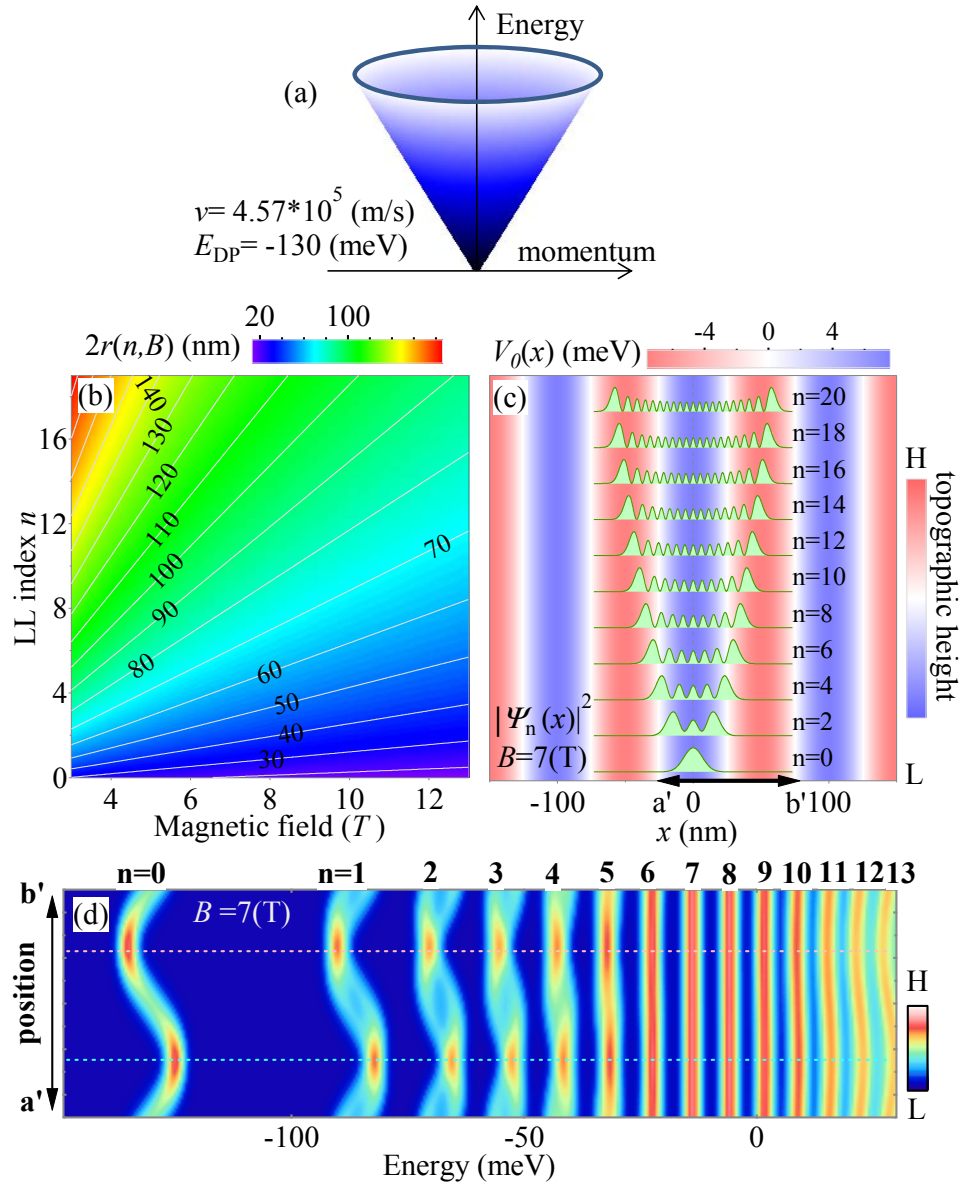 Energy
(a)
v= 4.57*10^5 (m/s)
E_DP= -130 (meV)
momentum
2r(n,B) (nm)
20 100
(b)
140
130
120
110
100
90
80
70
60
50
40
30
16
12
8
4
0
LL index n
4 6 8 10 12
Magnetic field (T )
V_0(x) (meV)
-4 0 4
(c)
n=20
n=18
n=16
n=14
n=12
n=10
n=8
n=6
n=4
n=2
n=0
|Ψ_n(x)|^2
B=7(T)
-100 a' 0 b' 100
x (nm)
H
topographic height
L
n=0 n=1 2 3 4 5 6 7 8 9 10 11 12 13
(d)
B =7(T)
b'
position
a'
H
L
-100 -50 0
Energy (meV)